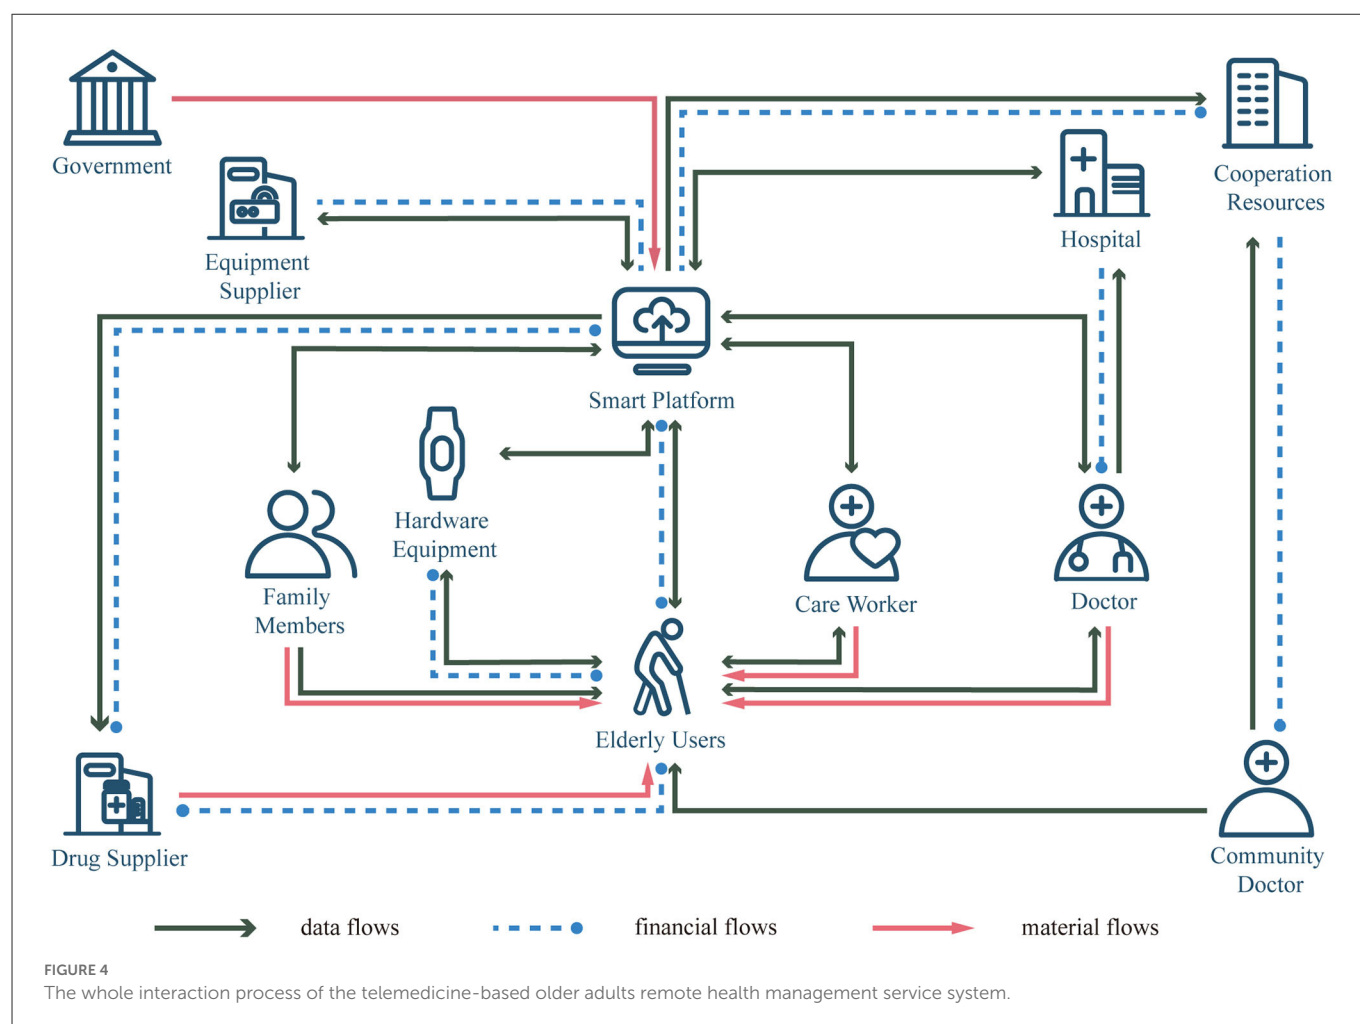 Government
Equipment
Supplier
Cooperation
Resources
Hospital
Smart Platform
Hardware
Equipment
Family
Members
Care Worker
Doctor
Elderly Users
Drug Supplier
Community
Doctor
data flows
financial flows
material flows
FIGURE 4
The whole interaction process of the telemedicine-based older adults remote health management service system.